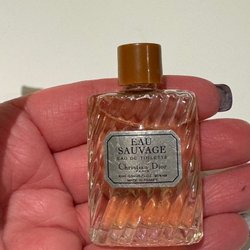 EAU
SAUVAGE
EAU DE TOILETTE
Christian Dior